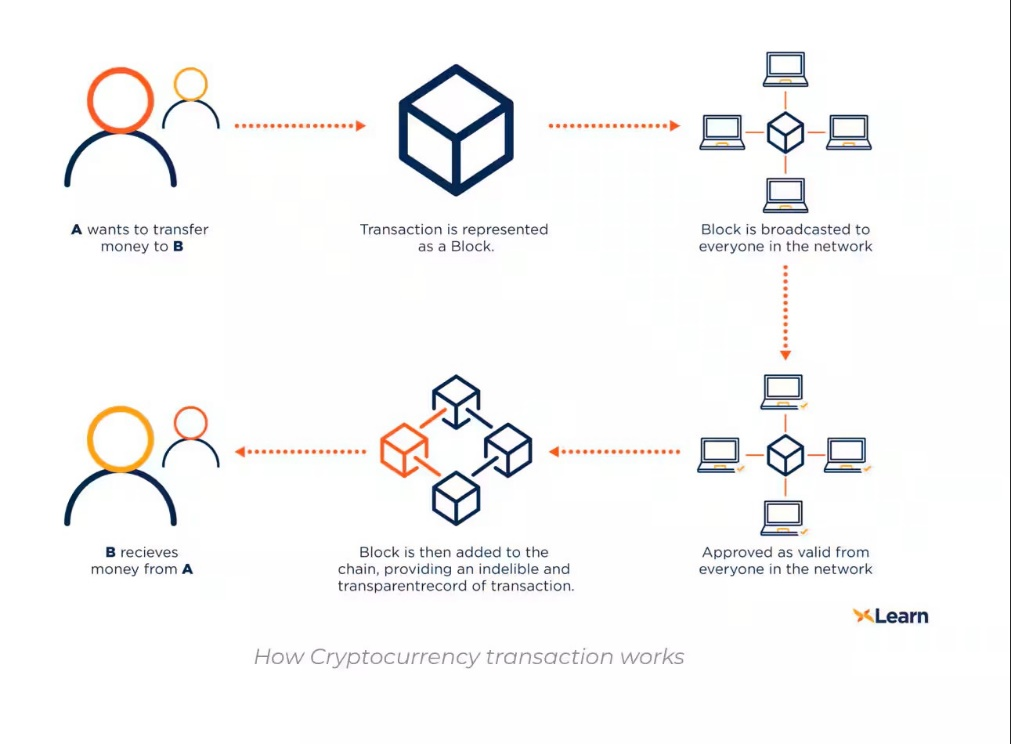 A wants to transfer
money to B
Transaction is represented
as a Block.
Block is broadcasted to
everyone in the network
B recieves
money from A
Block is then added to the
chain, providing an indelible and
transparentrecord of transaction.
Approved as valid from
everyone in the network
Learn
How Cryptocurrency transaction works